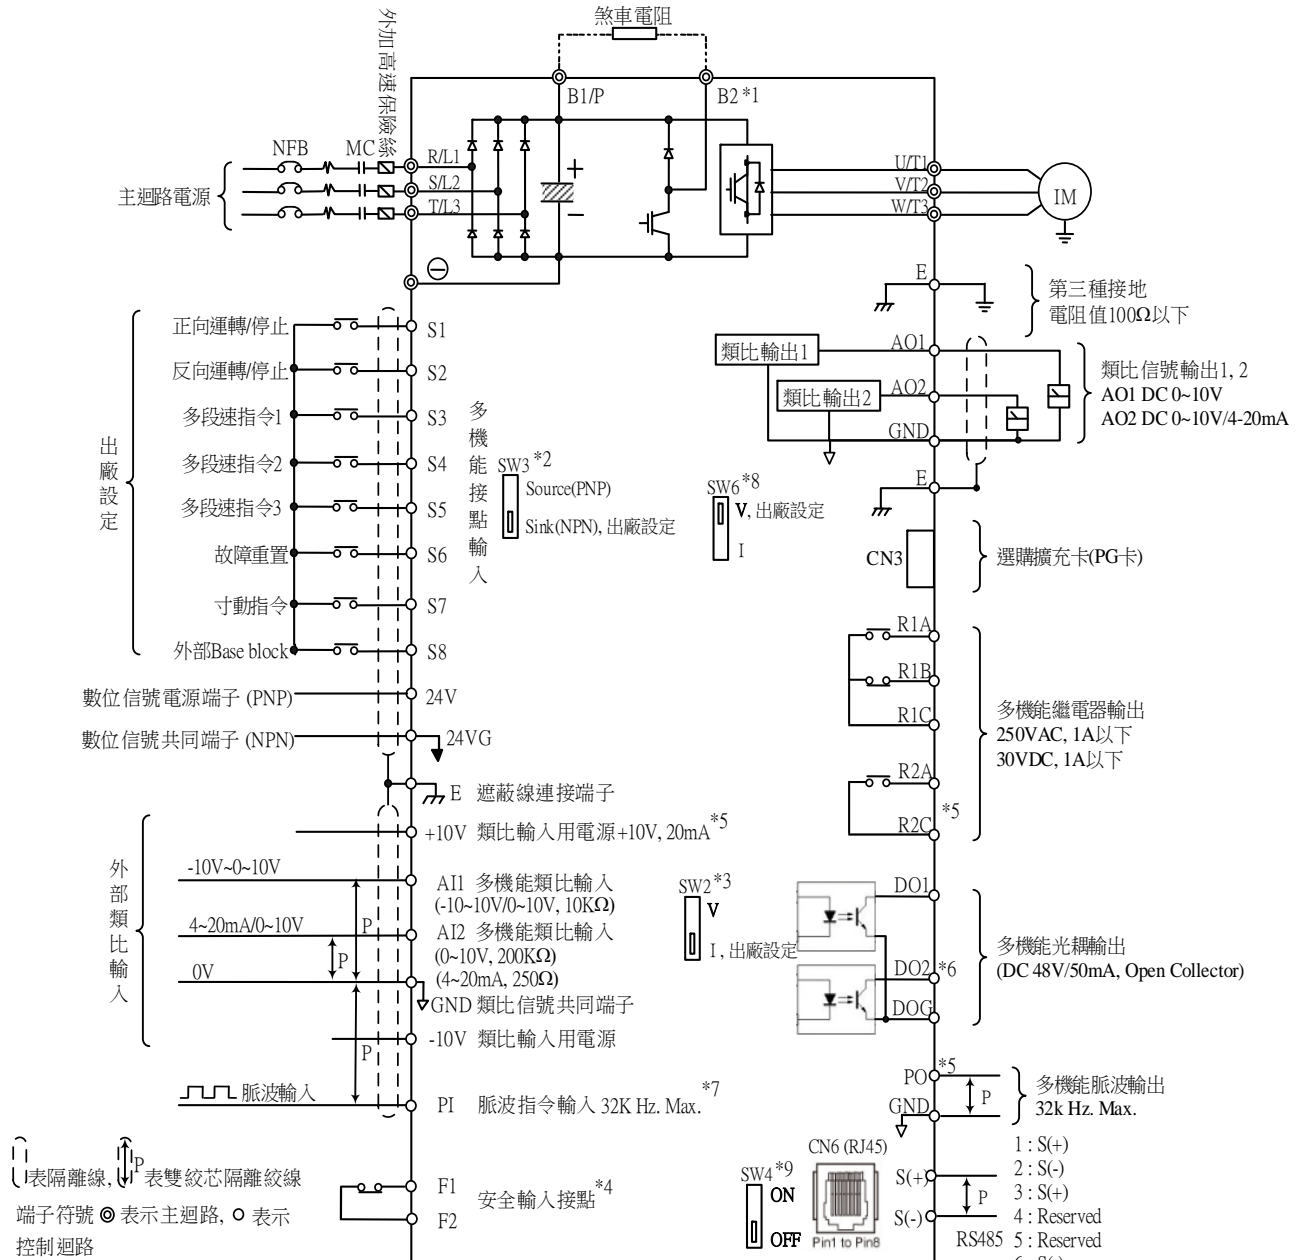 煞車電阻
外加高速保險絲
B1/P
B2 *1
NFB
MC
主迴路電源
R/L1
S/L2
T/L3
+
−
⊖
U/T1
V/T2
W/T3
IM
E
第三種接地
電阻值100Ω以下
出廠設定
正向運轉/停止
S1
反向運轉/停止
S2
多段速指令1
S3
多段速指令2
S4
多段速指令3
S5
故障重置
S6
寸動指令
S7
外部Base block
S8
多機能接點輸入
SW3 *2
Source(PNP)
Sink(NPN), 出廠設定
數位信號電源端子 (PNP)
24V
數位信號共同端子 (NPN)
24VG
E 遮蔽線連接端子
外部類比輸入
+10V 類比輸入用電源+10V, 20mA *5
-10V~0~10V
AI1 多機能類比輸入
(-10~10V/0~10V, 10KΩ)
4~20mA/0~10V
AI2 多機能類比輸入
(0~10V, 200KΩ)
(4~20mA, 250Ω)
0V
P
P
GND 類比信號共同端子
-10V 類比輸入用電源
P
脈波輸入
PI 脈波指令輸入 32K Hz. Max. *7
F1
安全輸入接點 *4
F2
表隔離線, P 表雙絞芯隔離絞線
端子符號 ◎ 表示主迴路, ○ 表示
控制迴路
類比輸出1
AO1
類比輸出2
AO2
GND
類比信號輸出1, 2
AO1 DC 0~10V
AO2 DC 0~10V/4-20mA
E
SW6 *8
V, 出廠設定
I
CN3
選購擴充卡(PG卡)
R1A
R1B
R1C
R2A
R2C
*5
多機能繼電器輸出
250VAC, 1A以下
30VDC, 1A以下
SW2 *3
V
I, 出廠設定
DO1
DO2 *6
DOG
多機能光耦輸出
(DC 48V/50mA, Open Collector)
PO *5
GND
P
多機能脈波輸出
32k Hz. Max.
CN6 (RJ45)
Pin1 to Pin8
SW4 *9
ON
OFF
S(+)
S(-)
P
RS485
1 : S(+)
2 : S(-)
3 : S(+)
4 : Reserved
5 : Reserved